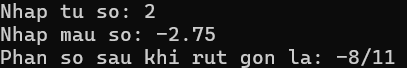 Nhap tu so: 2
Nhap mau so: -2.75
Phan so sau khi rut gon la: -8/11